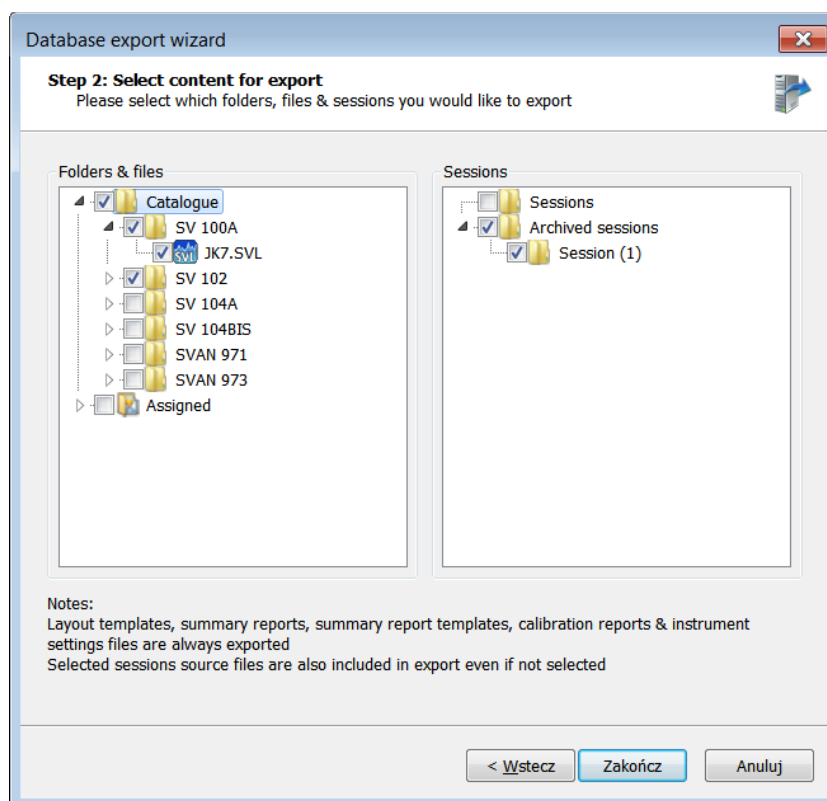 Database export wizard
Step 2: Select content for export
Please select which folders, files & sessions you would like to export
Folders & files
Catalogue
SV 100A
SVL JK7.SVL
SV 102
SV 104A
SV 104BIS
SVAN 971
SVAN 973
Assigned
Sessions
Sessions
Archived sessions
Session (1)
Notes:
Layout templates, summary reports, summary report templates, calibration reports & instrument
settings files are always exported
Selected sessions source files are also included in export even if not selected
< Wstecz Zakończ Anuluj